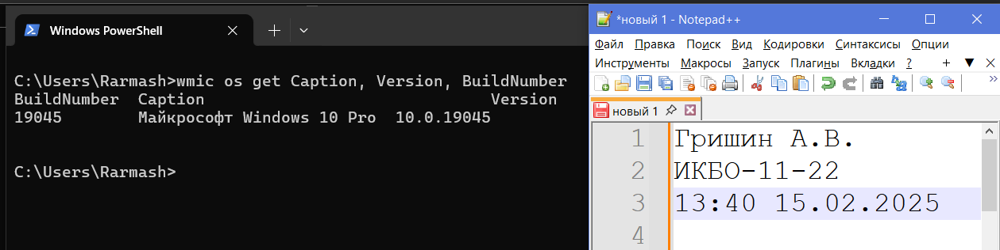 Windows PowerShell
C:\Users\Rarmash>wmic os get Caption, Version, BuildNumber
BuildNumber  Caption                              Version
19045        Майкрософт Windows 10 Pro  10.0.19045
C:\Users\Rarmash>
*новый 1 - Notepad++
Файл Правка Поиск Вид Кодировки Синтаксисы Опции
Инструменты Макросы Запуск Плагины Вкладки ?
новый 1
1 Гришин А.В.
2 ИКБО-11-22
3 13:40 15.02.2025
4